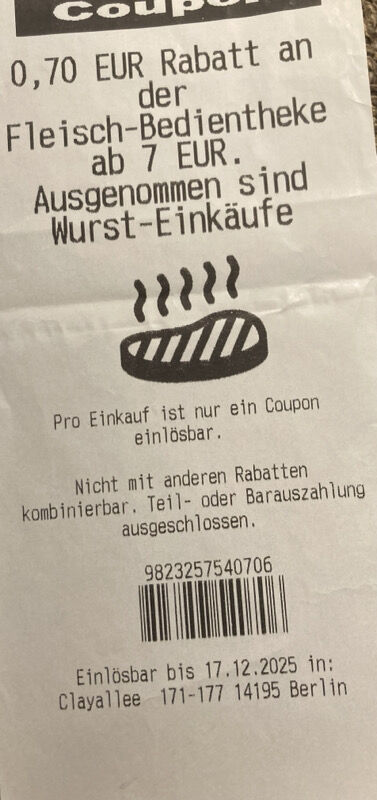 Coupon
0,70 EUR Rabatt an
der
Fleisch-Bedientheke
ab 7 EUR.
Ausgenommen sind
Wurst-Einkäufe
Pro Einkauf ist nur ein Coupon
einlösbar.
Nicht mit anderen Rabatten
kombinierbar. Teil- oder Barauszahlung
ausgeschlossen.
9823257540706
Einlösbar bis 17.12.2025 in:
Clayallee 171-177 14195 Berlin